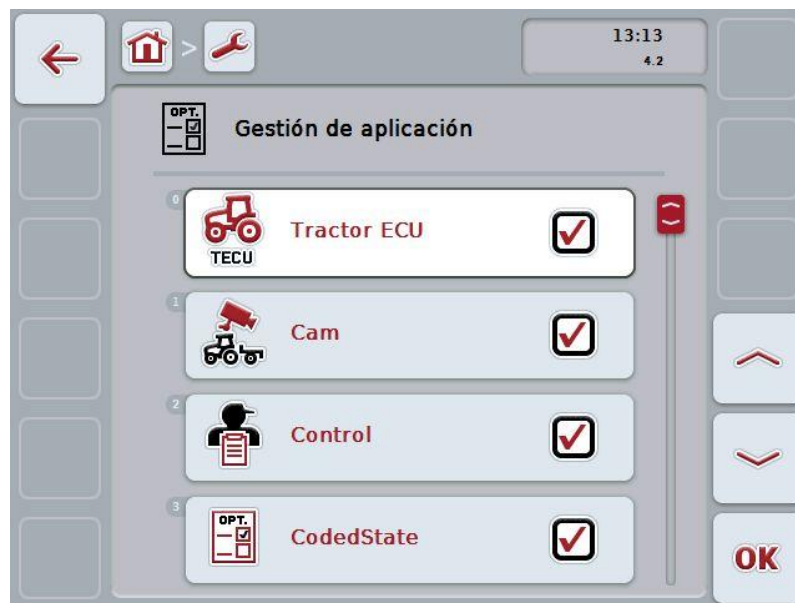 13:13
>
4.2
OPT.
Gestión de aplicación
0
TECU
Tractor ECU
1
Cam
2
Control
3
OPT.
CodedState
OK